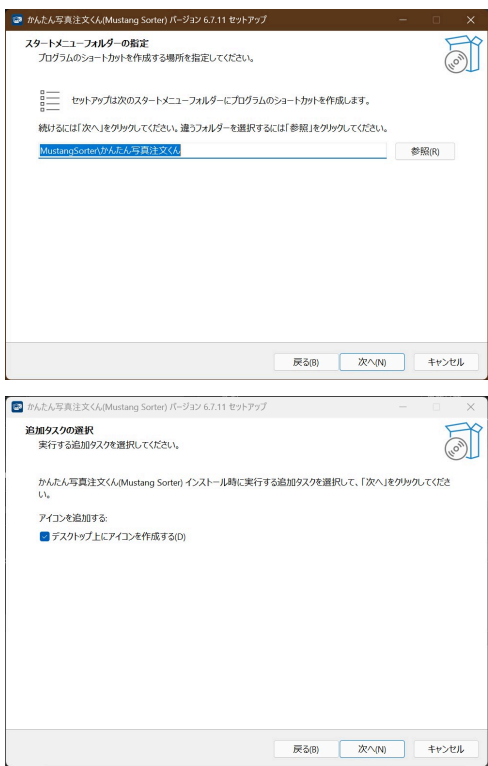 かんたん写真注文くん(Mustang Sorter) バージョン 6.7.11 セットアップ
スタートメニューフォルダーの指定
プログラムのショートカットを作成する場所を指定してください。
セットアップは次のスタートメニューフォルダーにプログラムのショートカットを作成します。
続けるには「次へ」をクリックしてください。違うフォルダーを選択するには「参照」をクリックしてください。
MustangSorter\かんたん写真注文くん
参照(R)
戻る(B) 次へ(N) キャンセル
かんたん写真注文くん(Mustang Sorter) バージョン 6.7.11 セットアップ
追加タスクの選択
実行する追加タスクを選択してください。
かんたん写真注文くん(Mustang Sorter) インストール時に実行する追加タスクを選択して、「次へ」をクリックしてくださ
い。
アイコンを追加する:
デスクトップ上にアイコンを作成する(D)
戻る(B) 次へ(N) キャンセル